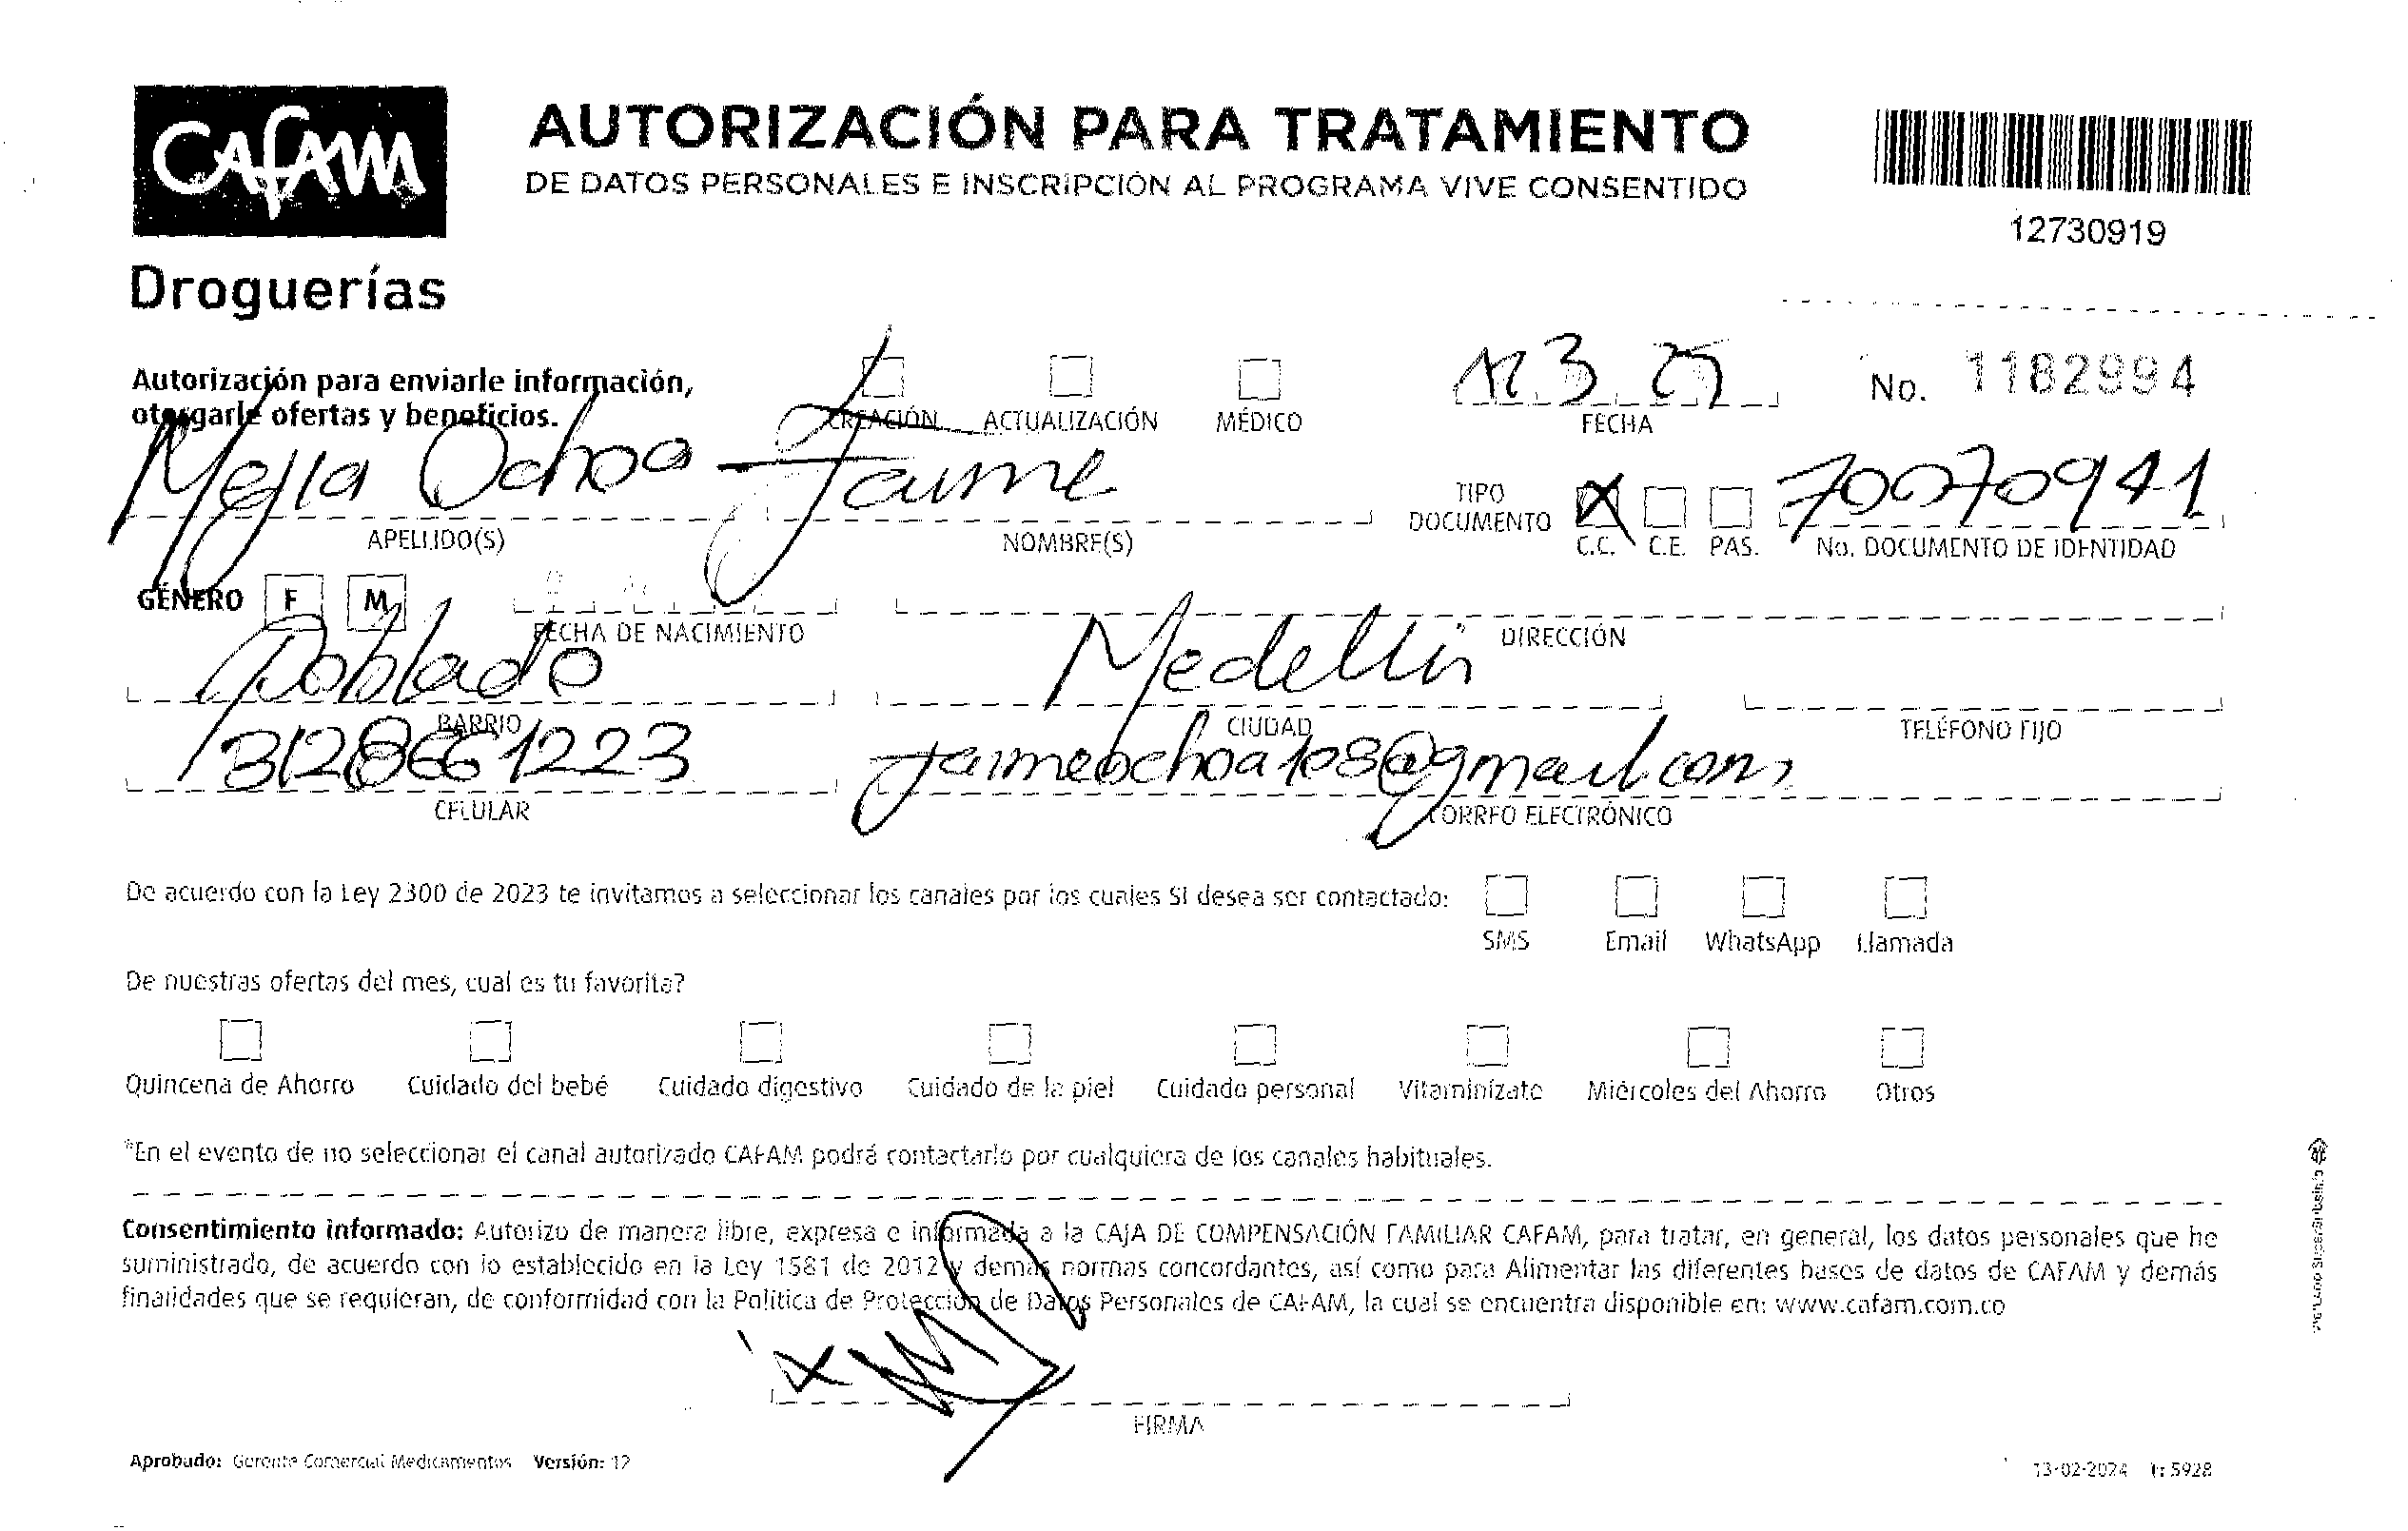 CAFAM
Droguerías
AUTORIZACIÓN PARA TRATAMIENTO
DE DATOS PERSONALES E INSCRIPCIÓN AL PROGRAMA VIVE CONSENTIDO
12730919
Autorización para enviarle información,
otorgarle ofertas y beneficios.
CREACIÓN ACTUALIZACIÓN MÉDICO
FECHA
No. 1182994
Mejia Ochoa Jaime
APELLIDO(S) NOMBRE(S)
TIPO
DOCUMENTO
C.C. C.E. PAS.
70070941
No. DOCUMENTO DE IDENTIDAD
GÉNERO F M
FECHA DE NACIMIENTO
DIRECCIÓN
Poblado Medellin
BARRIO CIUDAD TELÉFONO FIJO
3128661223 jaimeochoa108@gmail.com
CELULAR CORREO ELECTRÓNICO
De acuerdo con la Ley 2300 de 2023 te invitamos a seleccionar los canales por los cuales SI desea ser contactado:
SMS Email WhatsApp Llamada
De nuestras ofertas del mes, cual es tu favorita?
Quincena de Ahorro Cuidado del bebé Cuidado digestivo Cuidado de la piel Cuidado personal Vitaminízate Miércoles del Ahorro Otros
*En el evento de no seleccionar el canal autorizado CAFAM podrá contactarlo por cualquiera de los canales habituales.
Consentimiento informado: Autorizo de manera libre, expresa e informada a la CAJA DE COMPENSACIÓN FAMILIAR CAFAM, para tratar, en general, los datos personales que he
suministrado, de acuerdo con lo establecido en la Ley 1581 de 2012 y demás normas concordantes, así como para Alimentar las diferentes bases de datos de CAFAM y demás
finalidades que se requieran, de conformidad con la Política de Protección de Datos Personales de CAFAM, la cual se encuentra disponible en: www.cafam.com.co
X
FIRMA
Aprobado: Gerente Comercial Medicamentos Versión: 12
13-02-2024 t: 5928